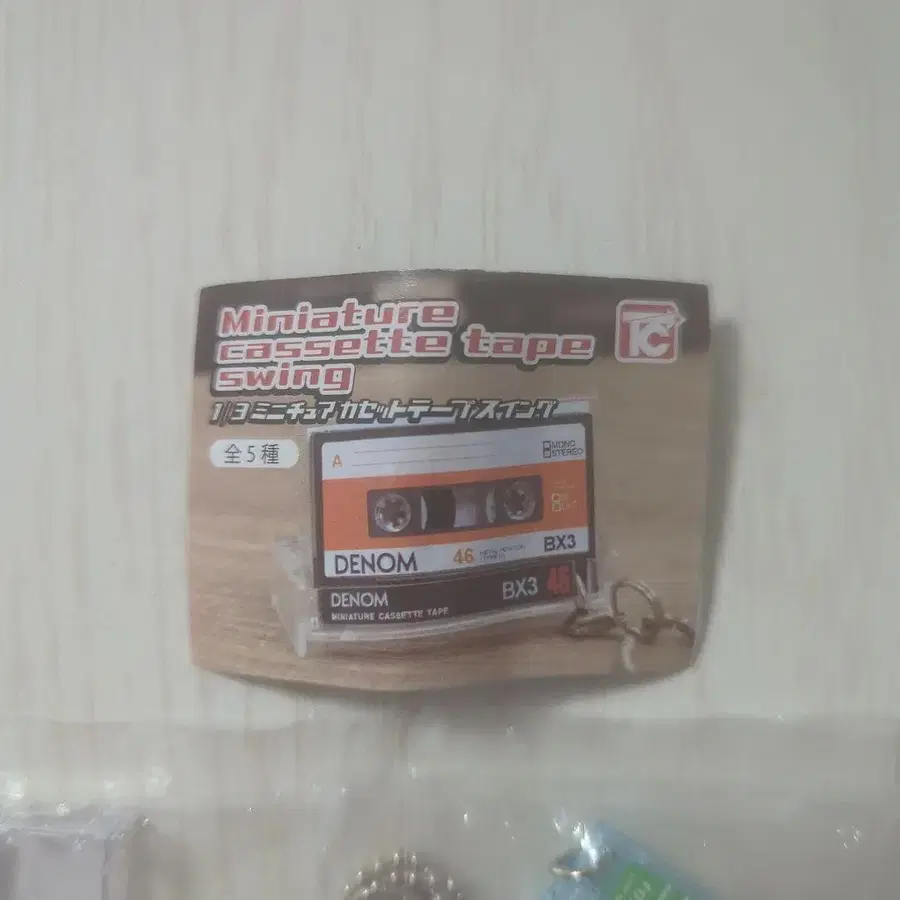 Miniature
cassette tape
swing
TC
1/3 ミニチュア カセットテープスイング
全5種
A
MONO
STEREO
DENOM
46
BX3
DENOM
BX3 46
MINIATURE CASSETTE TAPE